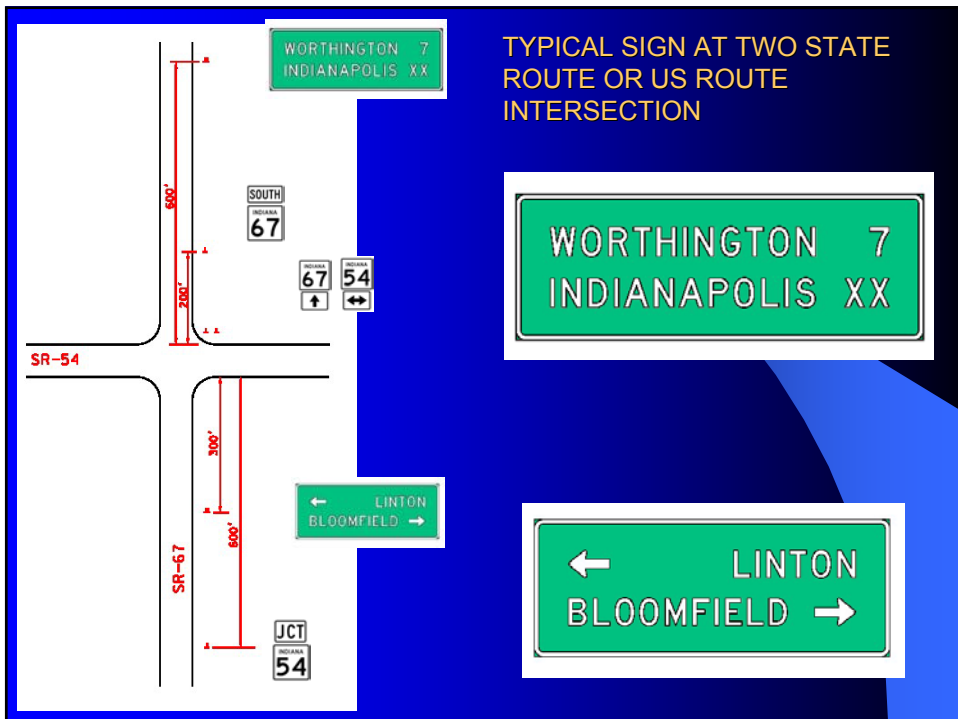 WORTHINGTON 7
INDIANAPOLIS XX
TYPICAL SIGN AT TWO STATE
ROUTE OR US ROUTE
INTERSECTION
600'
SOUTH
INDIANA
67
200'
INDIANA
67
INDIANA
54
SR-54
300'
← LINTON
BLOOMFIELD →
600'
SR-67
JCT
INDIANA
54
WORTHINGTON 7
INDIANAPOLIS XX
← LINTON
BLOOMFIELD →